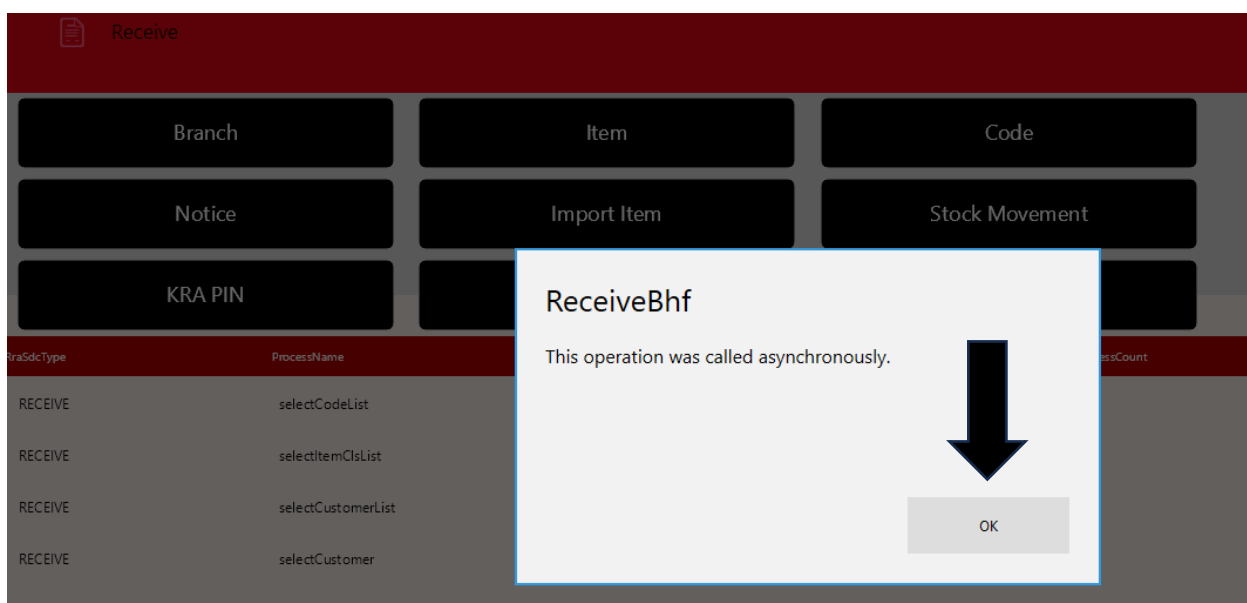 Receive
Branch Item Code
Notice Import Item Stock Movement
KRA PIN
ReceiveBhf
This operation was called asynchronously.
RraSdcType ProcessName essCount
RECEIVE selectCodeList
RECEIVE selectItemClsList
RECEIVE selectCustomerList
RECEIVE selectCustomer
OK